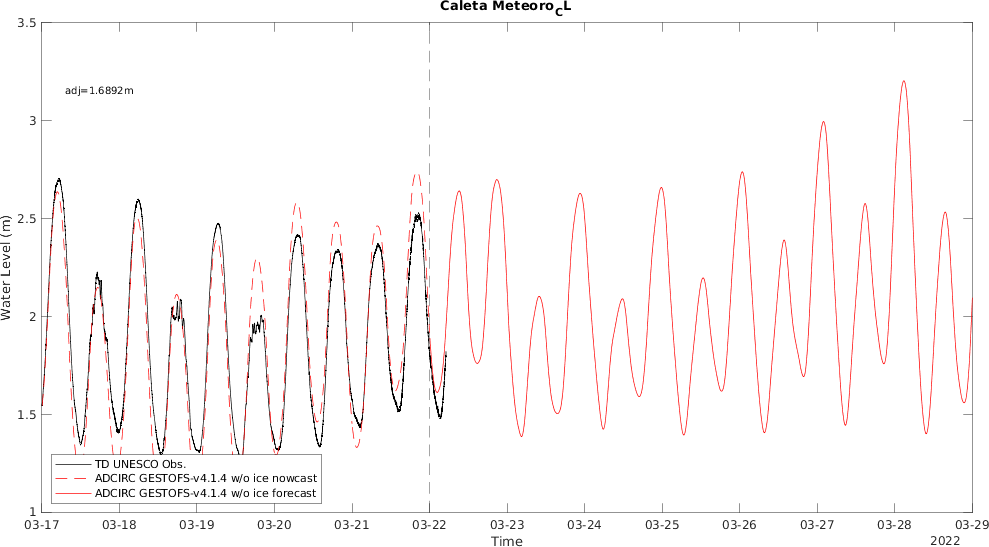 Caleta Meteoro_CL
3.5
adj=1.6892m
3
2.5
Water Level (m)
2
1.5
TD UNESCO Obs.
ADCIRC GESTOFS-v4.1.4 w/o ice nowcast
ADCIRC GESTOFS-v4.1.4 w/o ice forecast
1
03-17 03-18 03-19 03-20 03-21 03-22 03-23 03-24 03-25 03-26 03-27 03-28 03-29
Time
2022